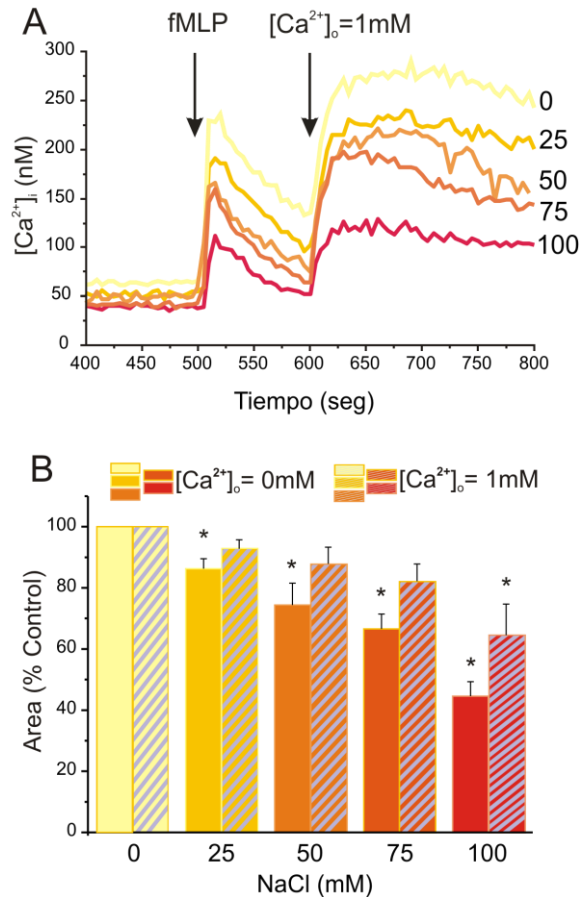 A
fMLP [Ca²⁺]ₒ=1mM
300
250
200
150
100
50
0
[Ca²⁺]ᵢ (nM)
0
25
50
75
100
400 450 500 550 600 650 700 750 800
Tiempo (seg)
B
[Ca²⁺]ₒ= 0mM [Ca²⁺]ₒ= 1mM
100
80
60
40
20
0
Area (% Control)
* * * * *
0 25 50 75 100
NaCl (mM)